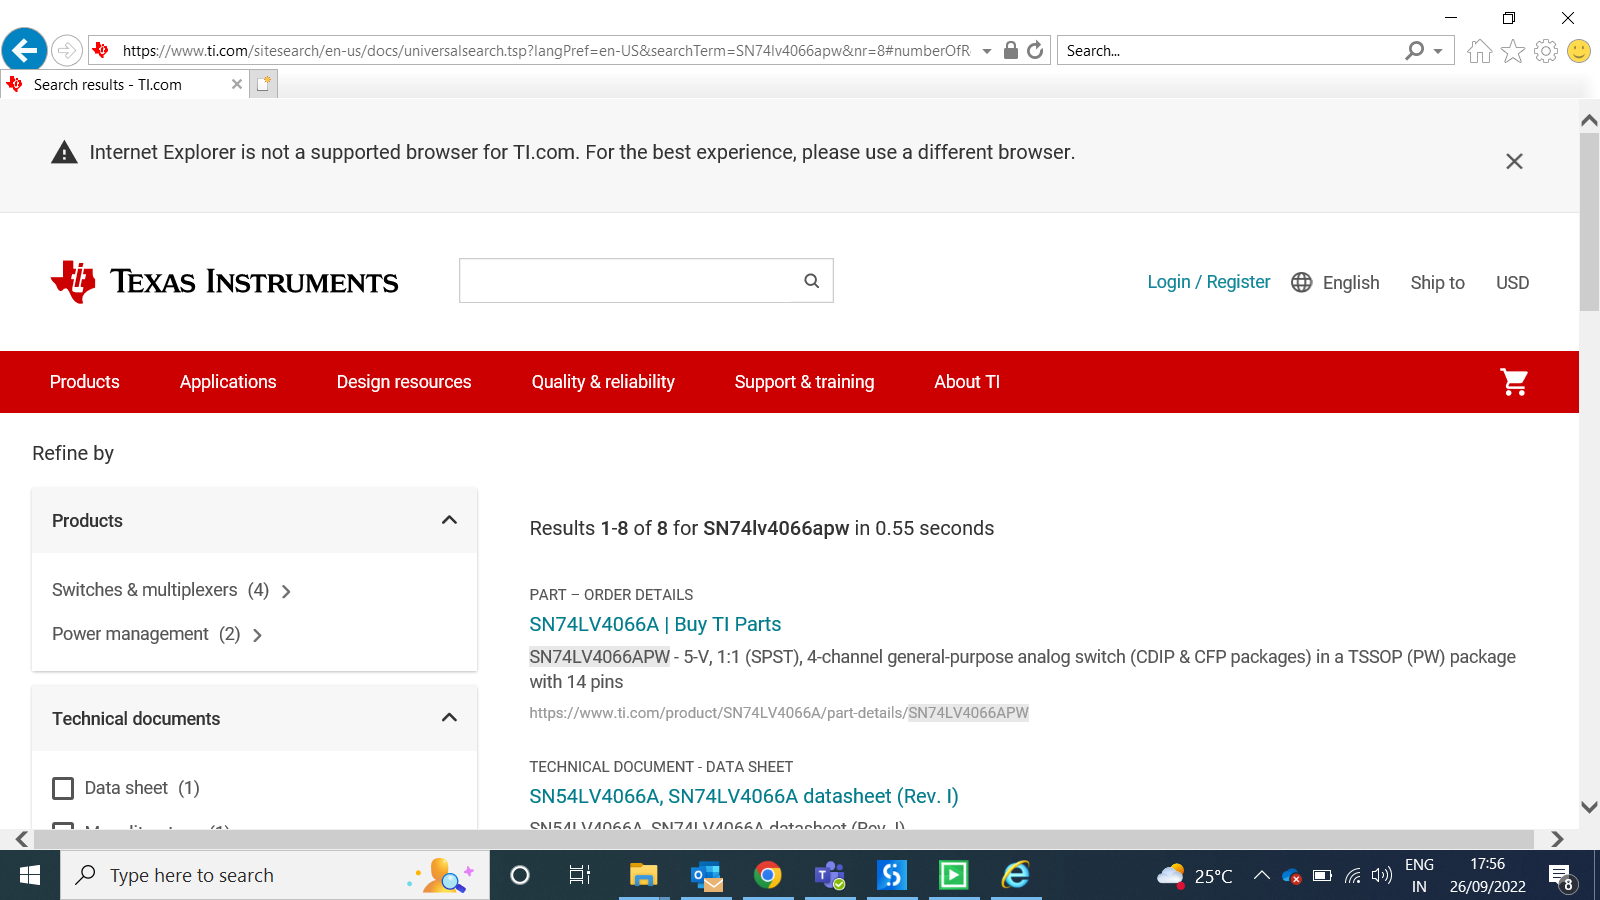 https://www.ti.com/sitesearch/en-us/docs/universalsearch.tsp?langPref=en-US&searchTerm=SN74lv4066apw&nr=8#numberOfR
Search...
Search results - TI.com
Internet Explorer is not a supported browser for TI.com. For the best experience, please use a different browser.
TEXAS INSTRUMENTS
Login / Register
English
Ship to
USD
Products
Applications
Design resources
Quality & reliability
Support & training
About TI
Refine by
Products
Switches & multiplexers (4)
Power management (2)
Technical documents
Data sheet (1)
Results 1-8 of 8 for SN74lv4066apw in 0.55 seconds
PART – ORDER DETAILS
SN74LV4066A | Buy TI Parts
SN74LV4066APW - 5-V, 1:1 (SPST), 4-channel general-purpose analog switch (CDIP & CFP packages) in a TSSOP (PW) package
with 14 pins
https://www.ti.com/product/SN74LV4066A/part-details/SN74LV4066APW
TECHNICAL DOCUMENT - DATA SHEET
SN54LV4066A, SN74LV4066A datasheet (Rev. I)
SN54LV4066A, SN74LV4066A datasheet (Rev. I)
Type here to search
25°C
ENG
IN
17:56
26/09/2022
8